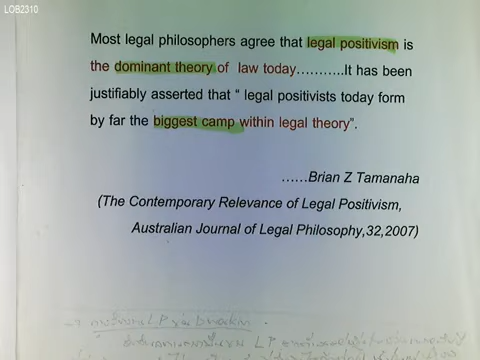 LOB2310
Most legal philosophers agree that legal positivism is
the dominant theory of law today………..It has been
justifiably asserted that “ legal positivists today form
by far the biggest camp within legal theory”.
……Brian Z Tamanaha
(The Contemporary Relevance of Legal Positivism,
Australian Journal of Legal Philosophy,32,2007)